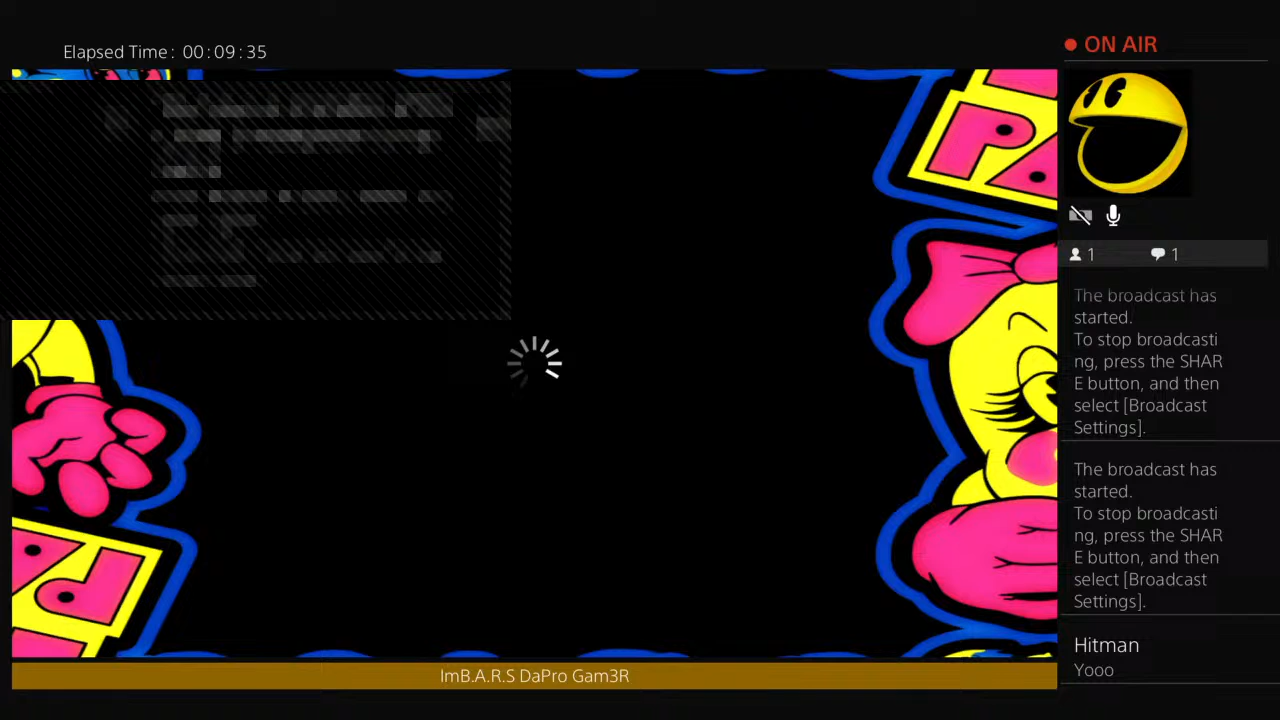 Elapsed Time: 00:09:35
ON AIR
PA
1
1
The broadcast has
started.
To stop broadcasti
ng, press the SHAR
E button, and then
select [Broadcast
Settings].
The broadcast has
started.
To stop broadcasti
ng, press the SHAR
E button, and then
select [Broadcast
Settings].
Hitman
Yooo
ImB.A.R.S DaPro Gam3R